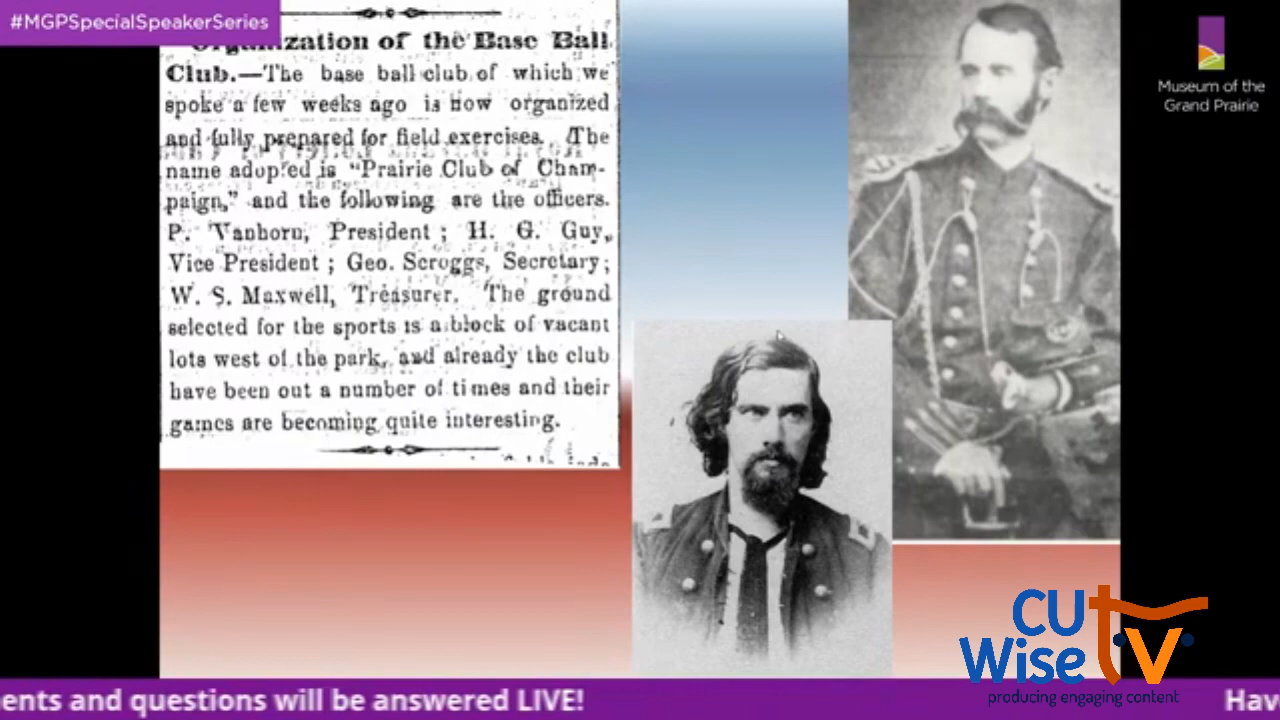 #MGPSpecialSpeakerSeries
Organization of the Base Ball
Club.—The base ball club of which we
spoke a few weeks ago is now organized
and fully prepared for field exercises. The
name adopted is "Prairie Club of Cham-
paign," and the following are the officers.
P. Vanhorn, President; H. G. Guy,
Vice President; Geo. Scroggs, Secretary;
W. S. Maxwell, Treasurer. The ground
selected for the sports is a block of vacant
lots west of the park, and already the club
have been out a number of times and their
games are becoming quite interesting.
Museum of the
Grand Prairie
CU
Wise tv
producing engaging content
ents and questions will be answered LIVE!
Hav